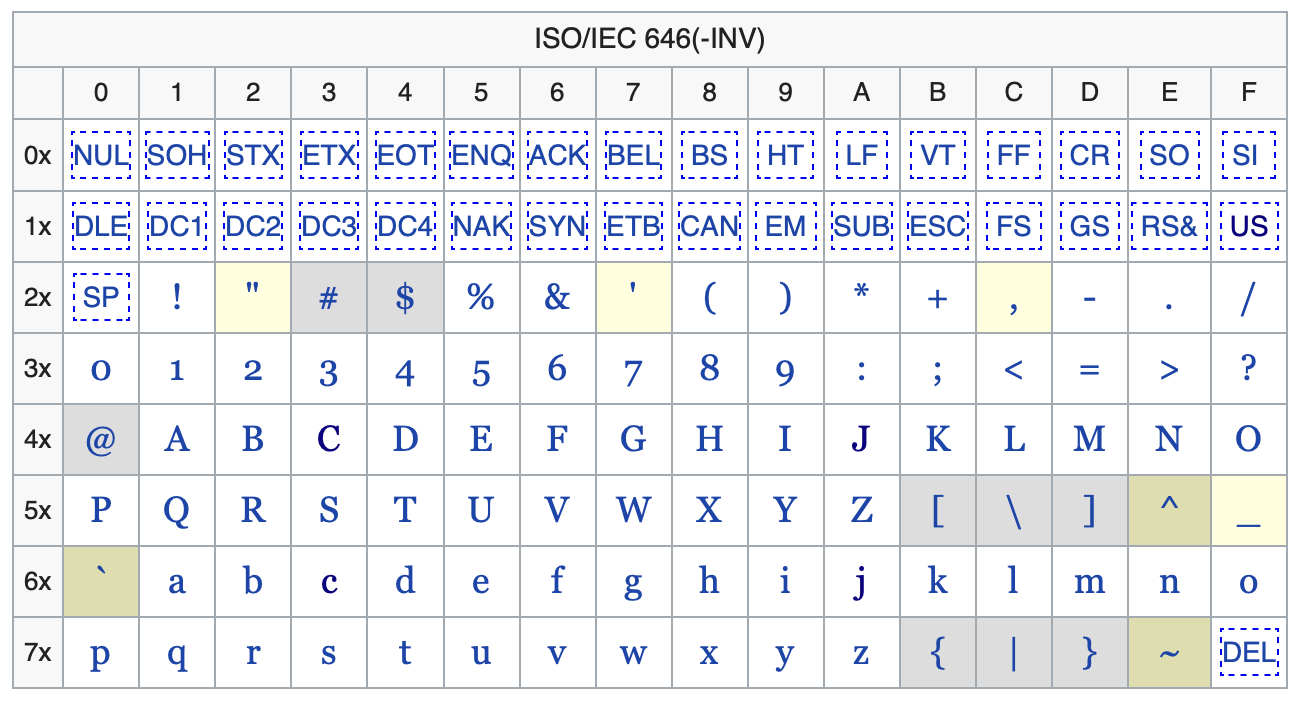 ISO/IEC 646(-INV)
0 1 2 3 4 5 6 7 8 9 A B C D E F
0x NUL SOH STX ETX EOT ENQ ACK BEL BS HT LF VT FF CR SO SI
1x DLE DC1 DC2 DC3 DC4 NAK SYN ETB CAN EM SUB ESC FS GS RS& US
2x SP ! " # $ % & ' ( ) * + , - . /
3x 0 1 2 3 4 5 6 7 8 9 : ; < = > ?
4x @ A B C D E F G H I J K L M N O
5x P Q R S T U V W X Y Z [ \ ] ^ _
6x ` a b c d e f g h i j k l m n o
7x p q r s t u v w x y z { | } ~ DEL